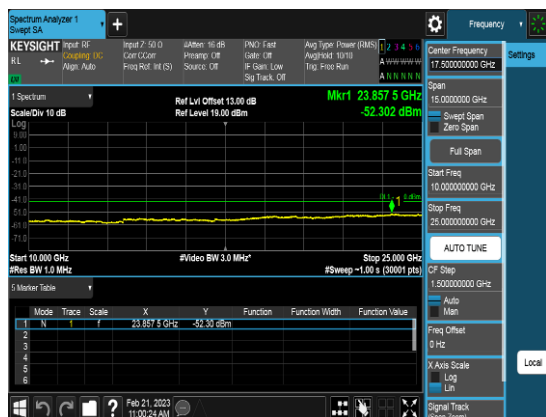 Spectrum Analyzer 1
Swept SA
+
Frequency
KEYSIGHT
RL
Input: RF
Coupling: DC
Align: Auto
Input Z: 50 Ω
Corr CCorr
Freq Ref: Int (S)
#Atten: 16 dB
Preamp: Off
Source: Off
PNO: Fast
Gate: Off
IF Gain: Low
Sig Track: Off
Avg Type: Power (RMS)
Avg|Hold: 10/10
Trig: Free Run
1 2 3 4 5 6
A W W W W W
A N N N N N
Center Frequency
17.500000000 GHz
Settings
Span
15.0000000 GHz
Swept Span
Zero Span
Full Span
Start Freq
10.000000000 GHz
Stop Freq
25.000000000 GHz
AUTO TUNE
CF Step
1.500000000 GHz
Auto
Man
Freq Offset
0 Hz
X Axis Scale
Log
Lin
Local
Signal Track
(Span Zoom)
1 Spectrum
Scale/Div 10 dB
Ref Lvl Offset 13.00 dB
Ref Level 19.00 dBm
Mkr1 23.857 5 GHz
-52.302 dBm
Log
9.00
-1.00
-11.0
-21.0
-31.0
-41.0
-51.0
-61.0
-71.0
1
Start 10.000 GHz
#Res BW 1.0 MHz
#Video BW 3.0 MHz*
Stop 25.000 GHz
#Sweep ~1.00 s (30001 pts)
5 Marker Table
Mode Trace Scale X Y Function Function Width Function Value
1 N 1 f 23.857 5 GHz -52.30 dBm
2
3
4
5
6
?
Feb 21, 2023
11:00:24 AM